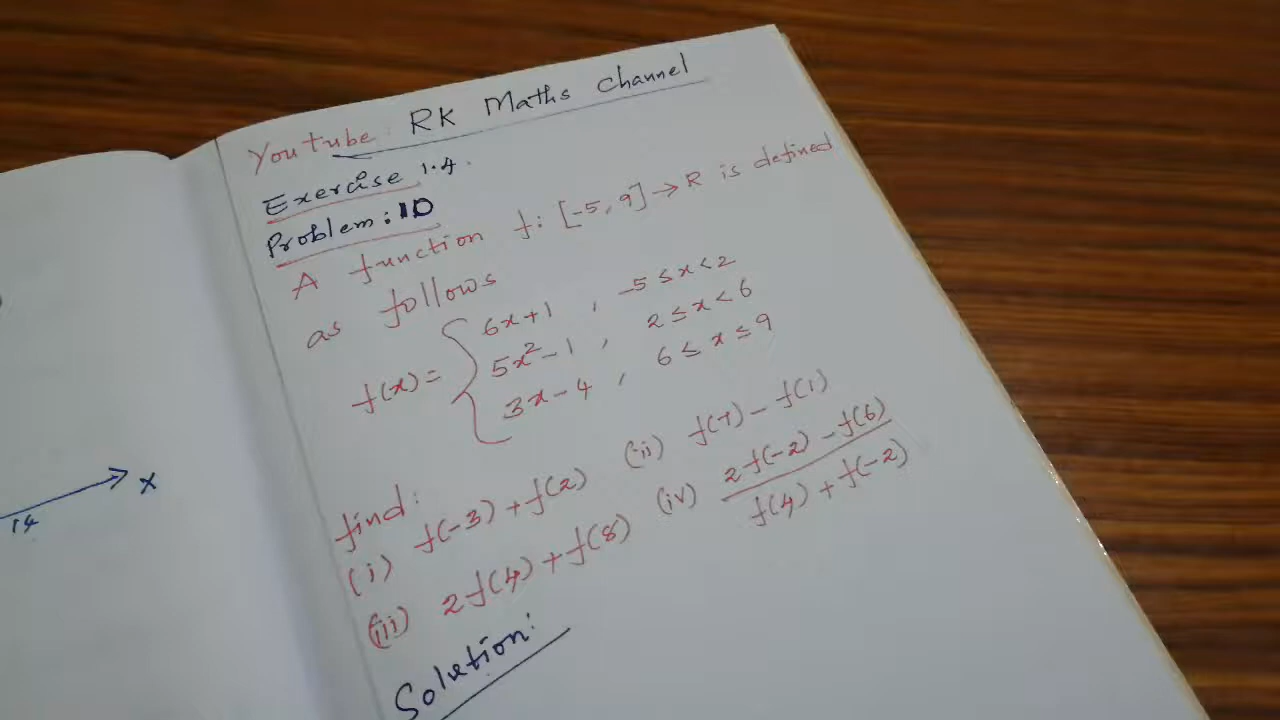 Youtube: RK Maths Channel
Exercise 1.4.
Problem: 10
A function f: [-5, 9] → R is defined
as follows
f(x) = { 6x+1 , -5 ≤ x < 2
5x² - 1 , 2 ≤ x < 6
3x - 4 , 6 ≤ x ≤ 9
find:
(i) f(-3) + f(2) (ii) f(7) - f(1)
(iii) 2f(4) + f(8) (iv) 2f(-2) - f(6)
f(4) + f(-2)
Solution:
x
14